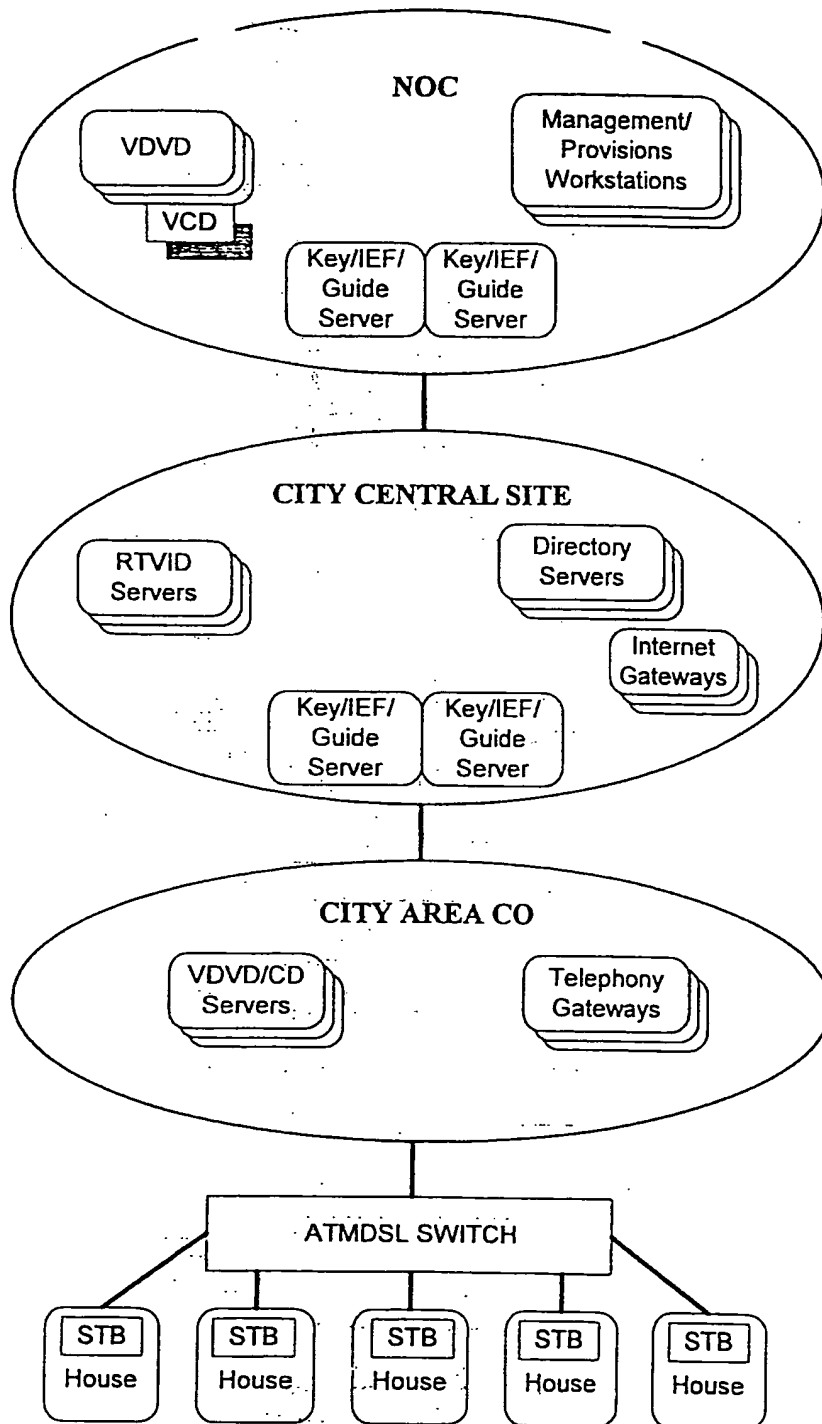 NOC
VDVD
VCD
Management/
Provisions
Workstations
Key/IEF/
Guide
Server
Key/IEF/
Guide
Server
CITY CENTRAL SITE
RTVID
Servers
Directory
Servers
Internet
Gateways
Key/IEF/
Guide
Server
Key/IEF/
Guide
Server
CITY AREA CO
VDVD/CD
Servers
Telephony
Gateways
ATMDSL SWITCH
STB
House
STB
House
STB
House
STB
House
STB
House